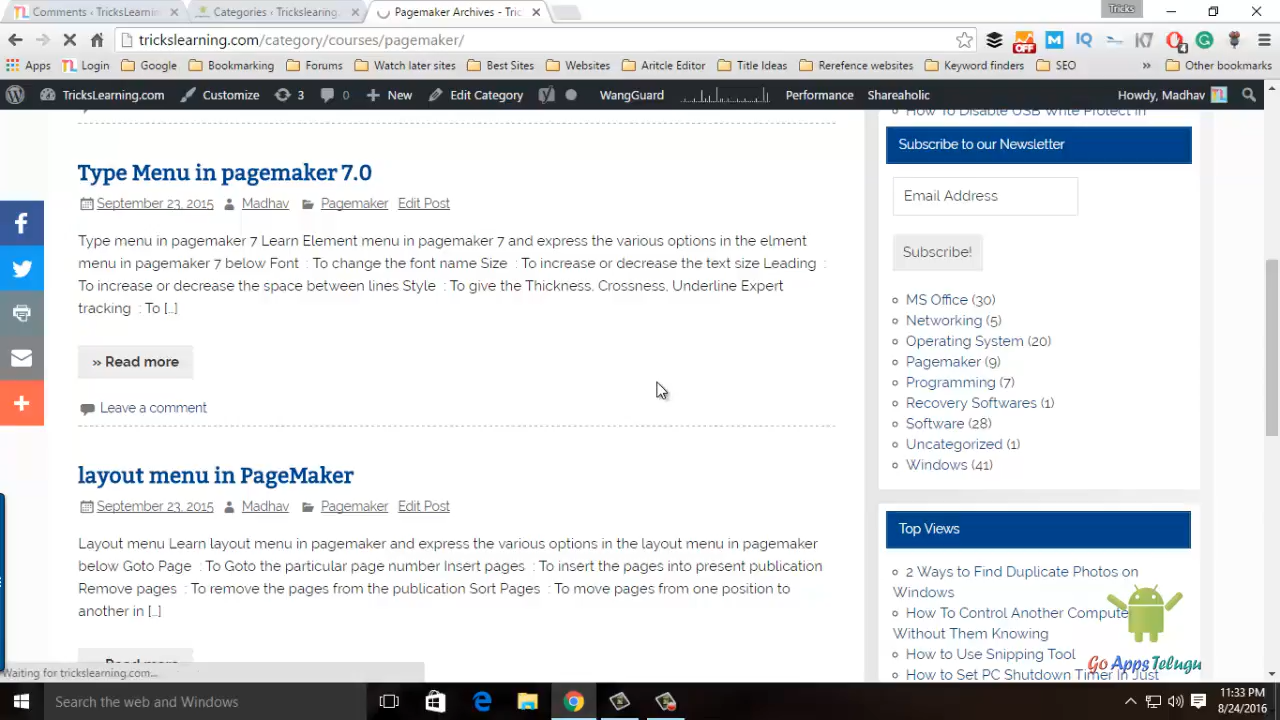 Comments - TricksLearnin
Categories - Trickslearning.
Pagemaker Archives - Tric
Tricks
trickslearning.com/category/courses/pagemaker/
Apps Login Google Bookmarking Forums Watch later sites Best Sites Websites Aritcle Editor Title Ideas Rerefence websites Keyword finders SEO » Other bookmarks
TricksLearning.com Customize 3 0 New Edit Category WangGuard Performance Shareaholic Howdy, Madhav
How To Disable USB Write Protect in
Subscribe to our Newsletter
Email Address
Subscribe!
Type Menu in pagemaker 7.0
September 23, 2015 Madhav Pagemaker Edit Post
Type menu in pagemaker 7 Learn Element menu in pagemaker 7 and express the various options in the elment
menu in pagemaker 7 below Font : To change the font name Size : To increase or decrease the text size Leading :
To increase or decrease the space between lines Style : To give the Thickness, Crossness, Underline Expert
tracking : To [...]
» Read more
Leave a comment
layout menu in PageMaker
September 23, 2015 Madhav Pagemaker Edit Post
Layout menu Learn layout menu in pagemaker and express the various options in the layout menu in pagemaker
below Goto Page : To Goto the particular page number Insert pages : To insert the pages into present publication
Remove pages : To remove the pages from the publication Sort Pages : To move pages from one position to
another in [...]
Read more
MS Office (30)
Networking (5)
Operating System (20)
Pagemaker (9)
Programming (7)
Recovery Softwares (1)
Software (28)
Uncategorized (1)
Windows (41)
Top Views
2 Ways to Find Duplicate Photos on
Windows
How To Control Another Compute
Without Them Knowing
How to Use Snipping Tool
How to Set PC Shutdown Timer In Just
Go Apps Telugu
Waiting for trickslearning.com...
Search the web and Windows
11:33 PM
8/24/2016